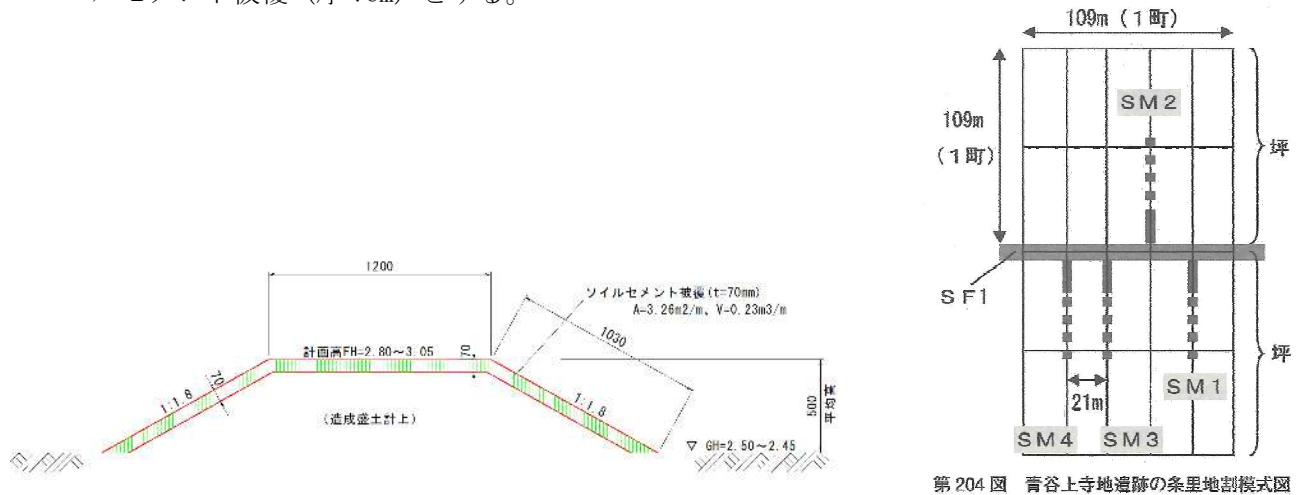 1200
ソイルセメント被覆(t=70mm)
A=3.26m2/m、V=0.23m3/m
1030
計画高FH=2.80～3.05
70
1:1.8
70
(造成盛土計上)
1:1.8
500
平均高
▽ GH=2.50～2.45
109m (1町)
109m
(1町)
SM2
坪
SF1
坪
21m
SM1
SM4
SM3
第204図 青谷上寺地遺跡の条里地割模式図